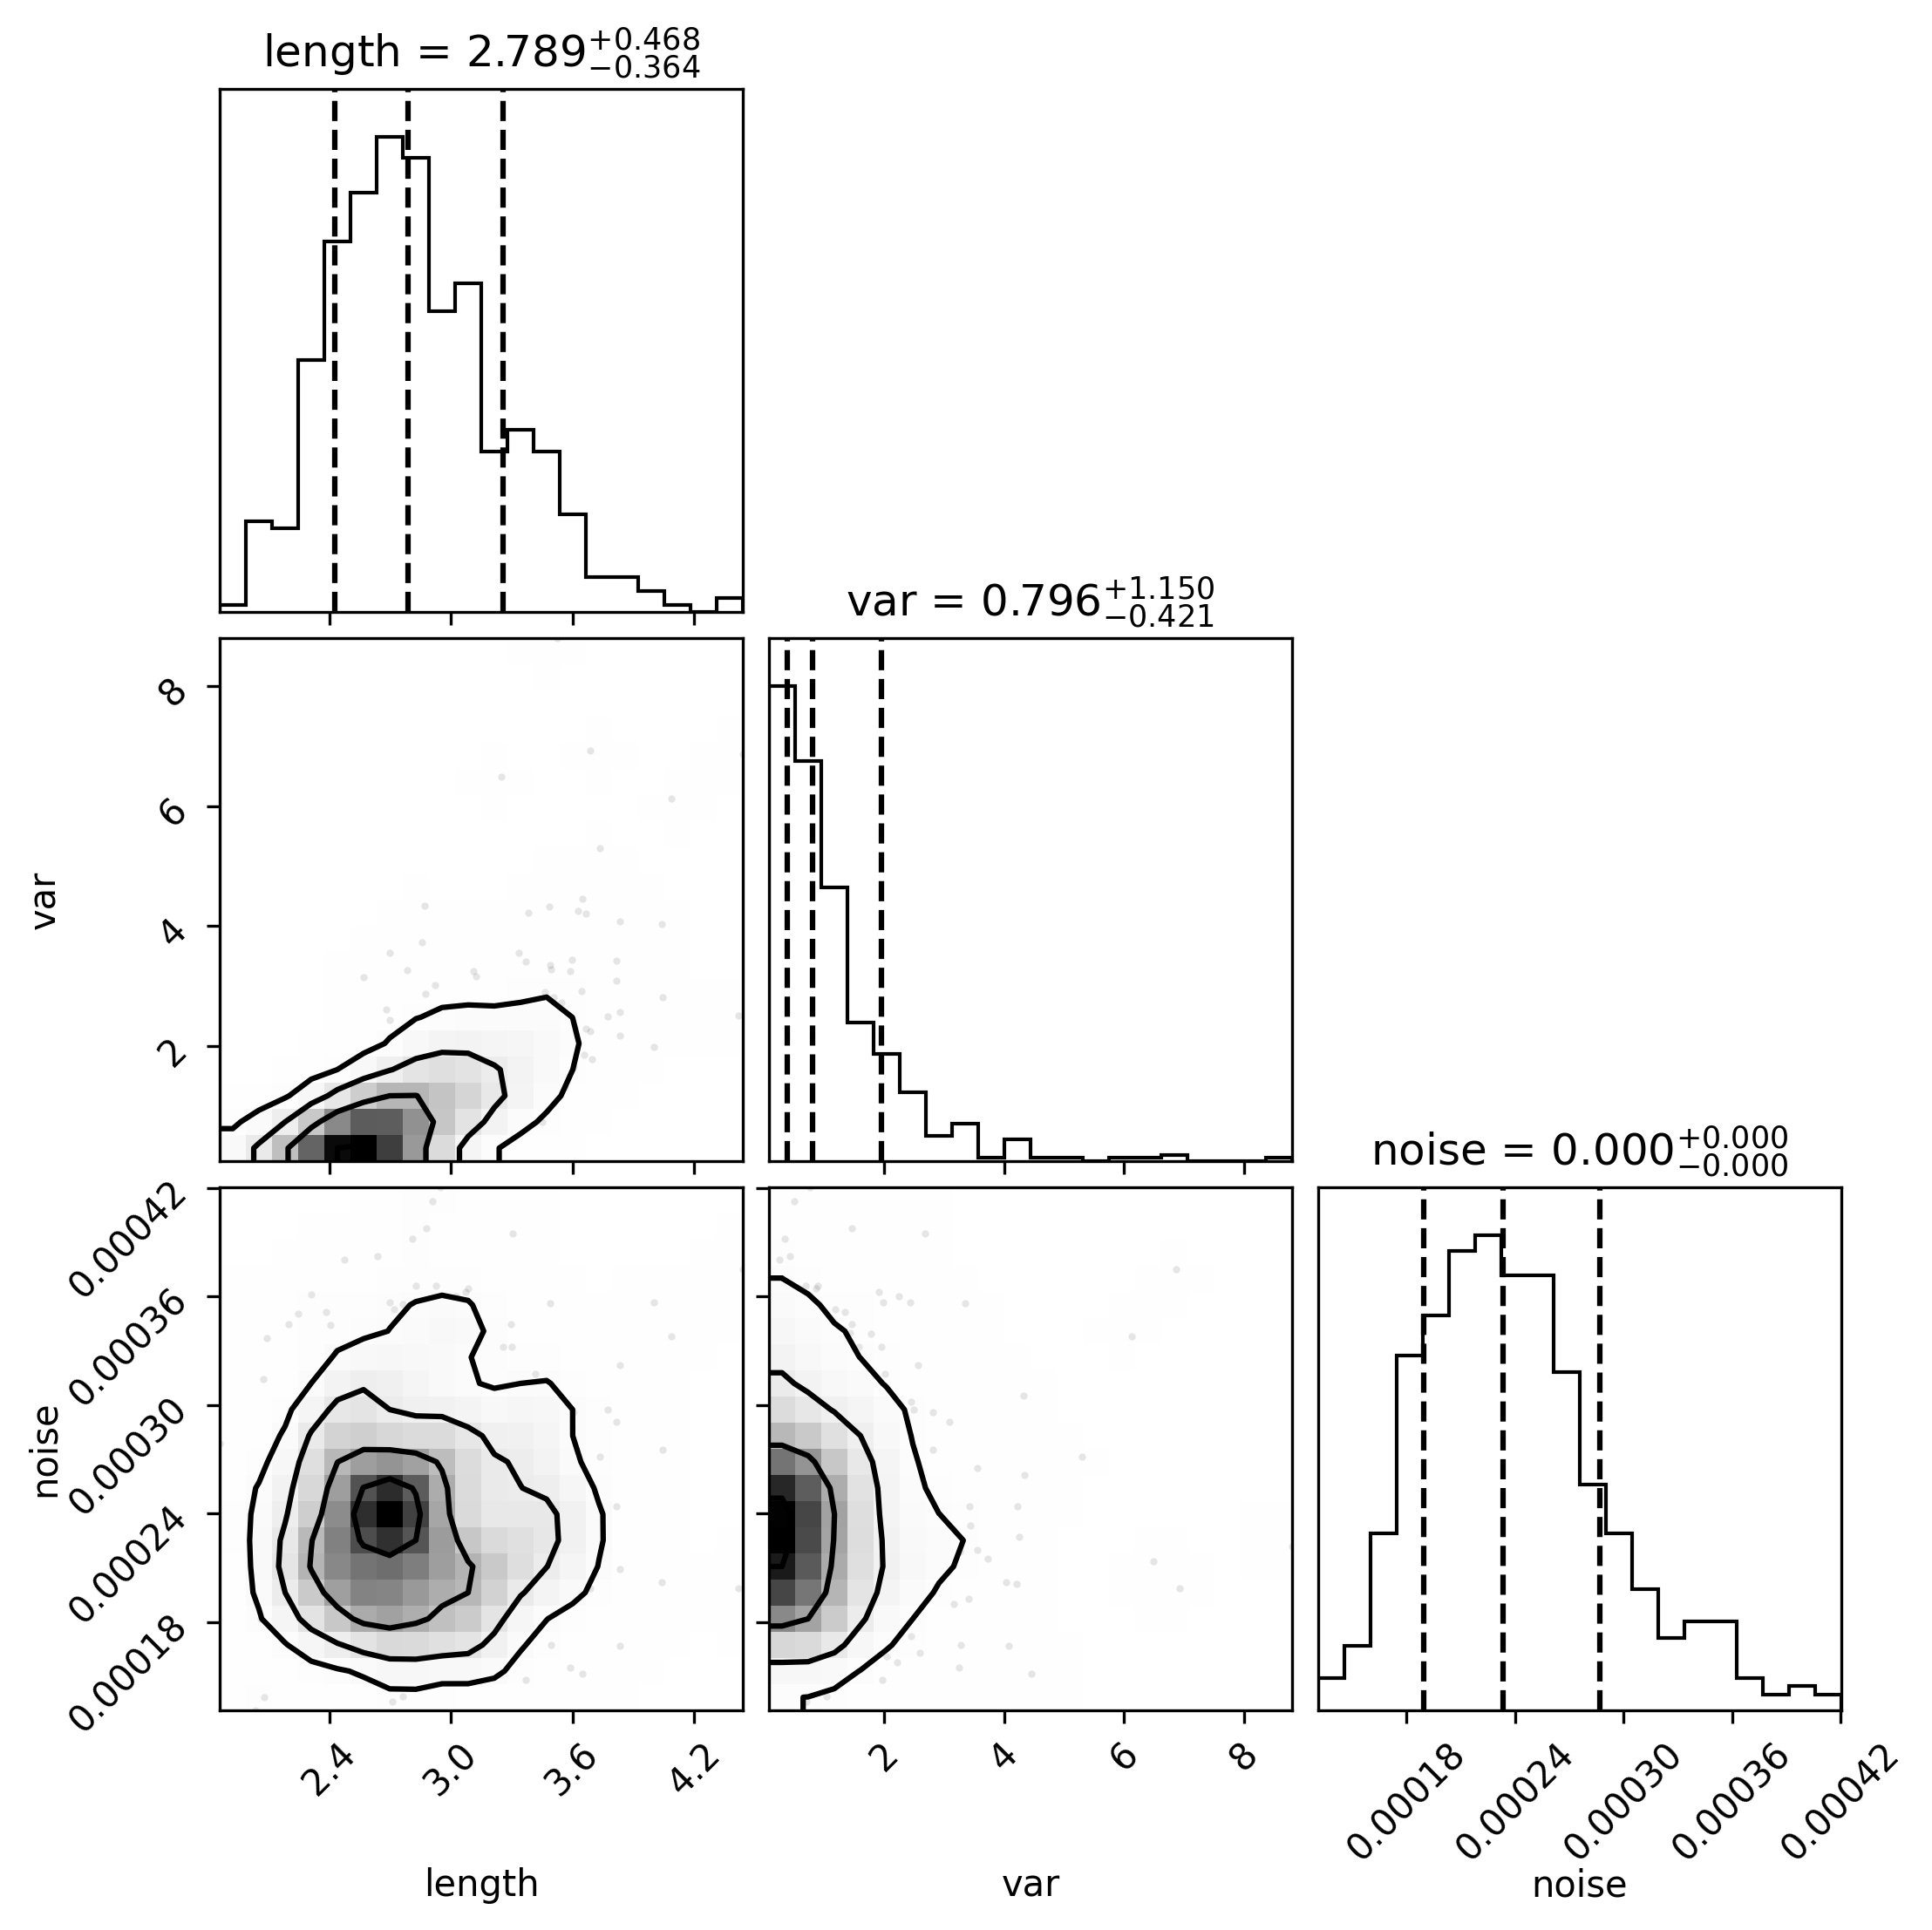 length = 2.789 +0.468 −0.364
var = 0.796 +1.150 −0.421
8
6
4
2
var
noise = 0.000 +0.000 −0.000
0.00042
0.00036
0.00030
0.00024
0.00018
noise
2.4 3.0 3.6 4.2
2 4 6 8
0.00018 0.00024 0.00030 0.00036 0.00042
length var noise